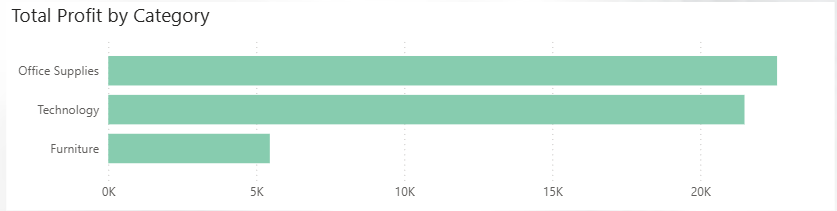 Total Profit by Category
Office Supplies
Technology
Furniture
0K 5K 10K 15K 20K